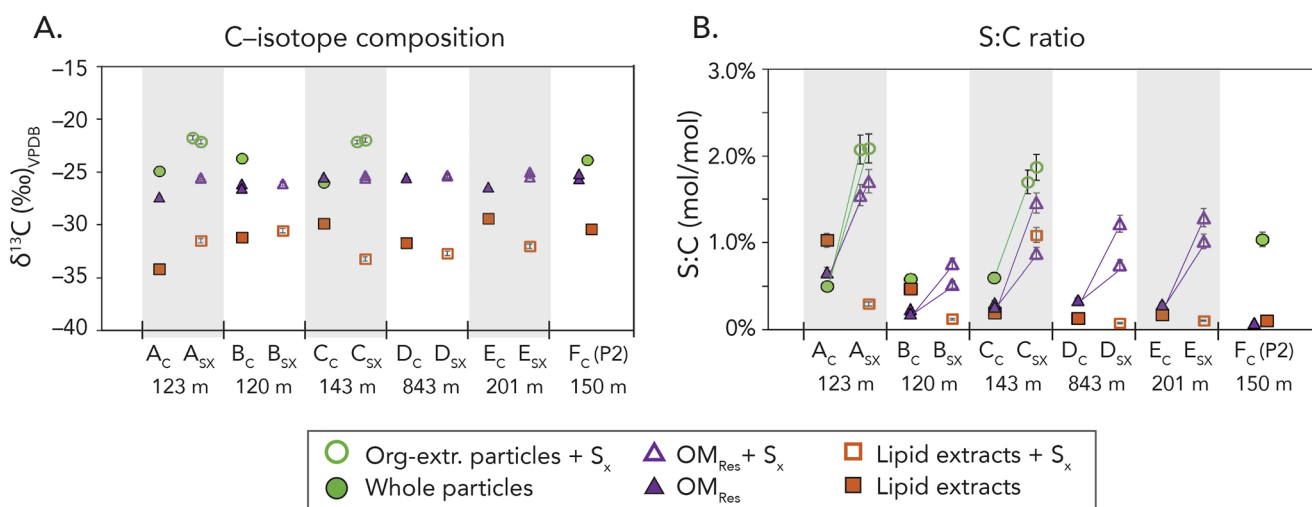 A.
C–isotope composition
δ¹³C (‰)VPDB
–15
–20
–25
–30
–35
–40
AC ASX BC BSX CC CSX DC DSX EC ESX FC (P2)
123 m 120 m 143 m 843 m 201 m 150 m
B.
S:C ratio
S:C (mol/mol)
3.0%
2.0%
1.0%
0%
AC ASX BC BSX CC CSX DC DSX EC ESX FC (P2)
123 m 120 m 143 m 843 m 201 m 150 m
Org-extr. particles + Sx OMRes + Sx Lipid extracts + Sx
Whole particles OMRes Lipid extracts